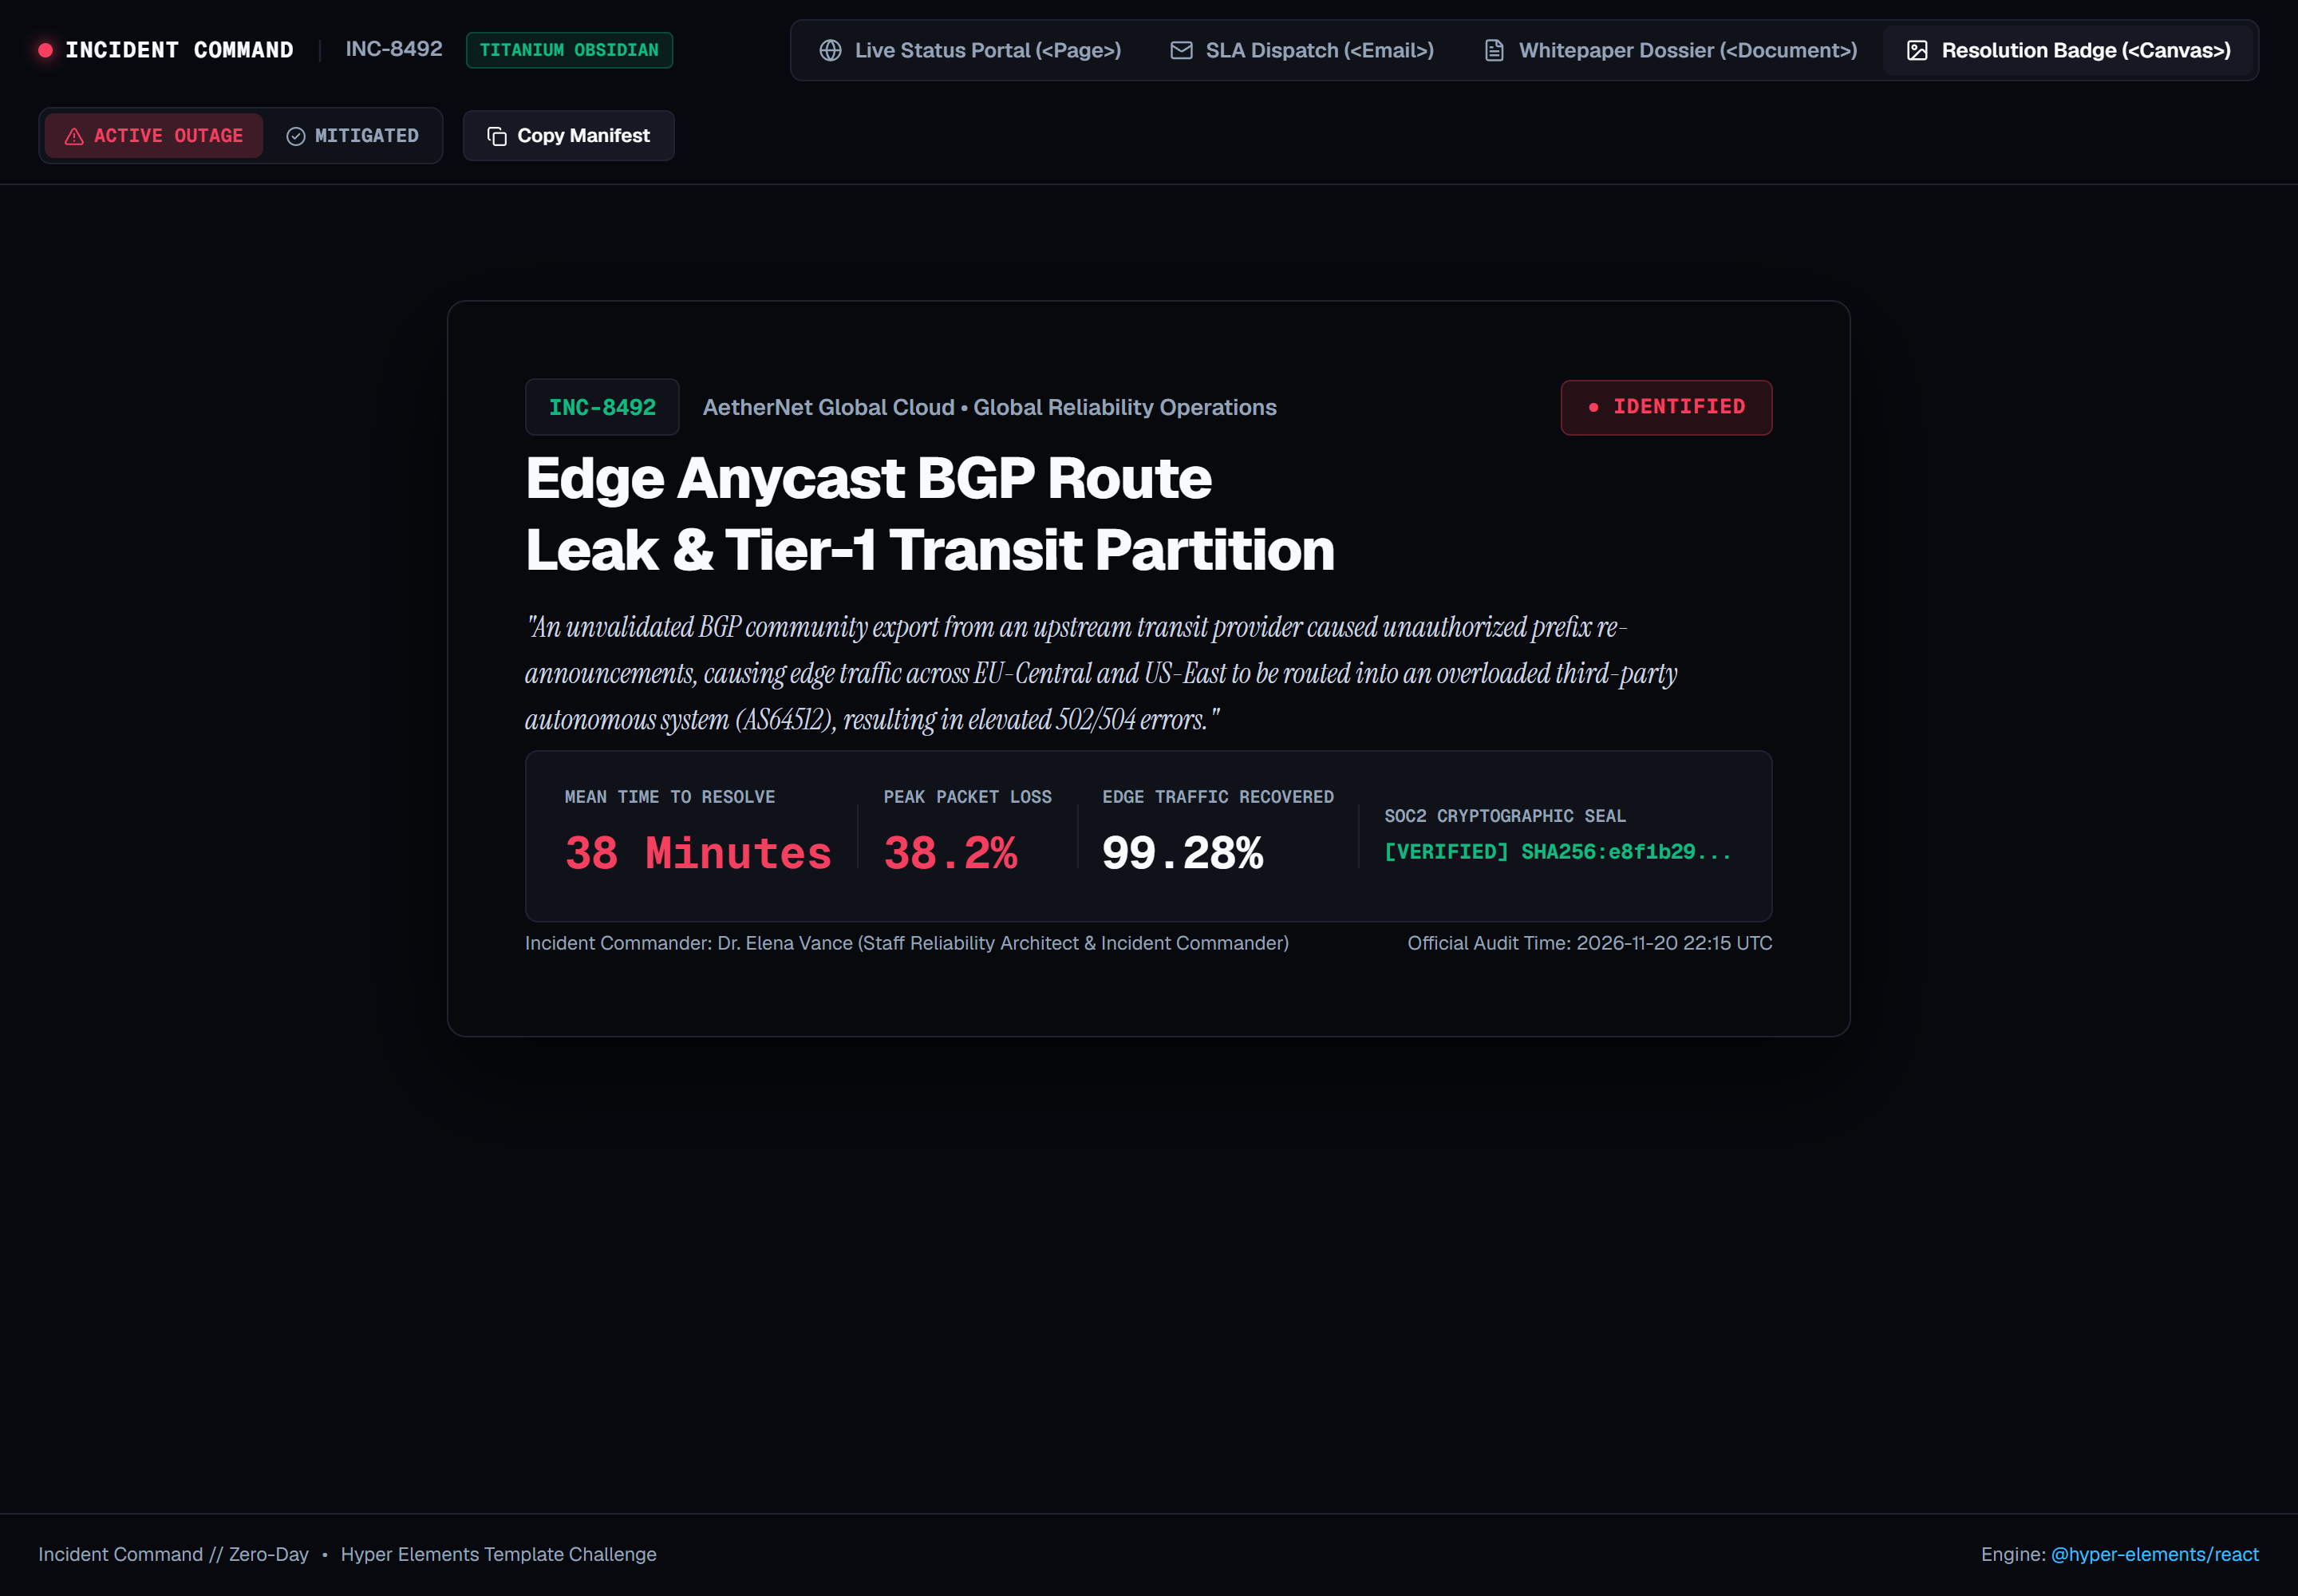 INCIDENT COMMAND
INC-8492
TITANIUM OBSIDIAN
Live Status Portal (<Page>)
SLA Dispatch (<Email>)
Whitepaper Dossier (<Document>)
Resolution Badge (<Canvas>)
ACTIVE OUTAGE
MITIGATED
Copy Manifest
INC-8492
AetherNet Global Cloud • Global Reliability Operations
• IDENTIFIED
Edge Anycast BGP Route
Leak & Tier-1 Transit Partition
"An unvalidated BGP community export from an upstream transit provider caused unauthorized prefix re-
announcements, causing edge traffic across EU-Central and US-East to be routed into an overloaded third-party
autonomous system (AS64512), resulting in elevated 502/504 errors."
MEAN TIME TO RESOLVE
38 Minutes
PEAK PACKET LOSS
38.2%
EDGE TRAFFIC RECOVERED
99.28%
SOC2 CRYPTOGRAPHIC SEAL
[VERIFIED] SHA256:e8f1b29...
Incident Commander: Dr. Elena Vance (Staff Reliability Architect & Incident Commander)
Official Audit Time: 2026-11-20 22:15 UTC
Incident Command // Zero-Day • Hyper Elements Template Challenge
Engine: @hyper-elements/react